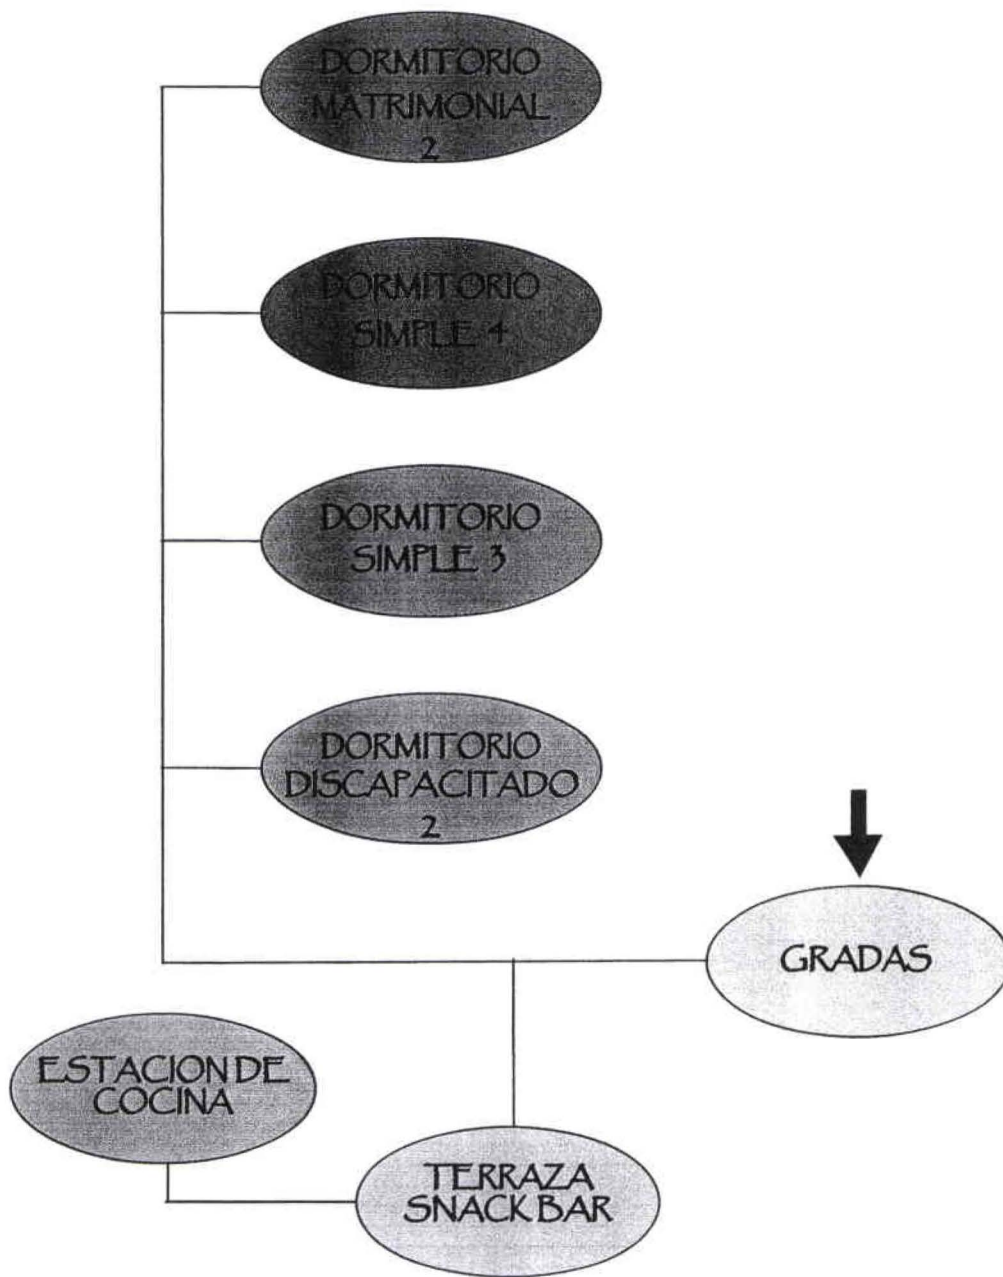 DORMITORIO
MATRIMONIAL
2
DORMITORIO
SIMPLE 4
DORMITORIO
SIMPLE 3
DORMITORIO
DISCAPACITADO
2
GRADAS
ESTACION DE
COCINA
TERRAZA
SNACK BAR